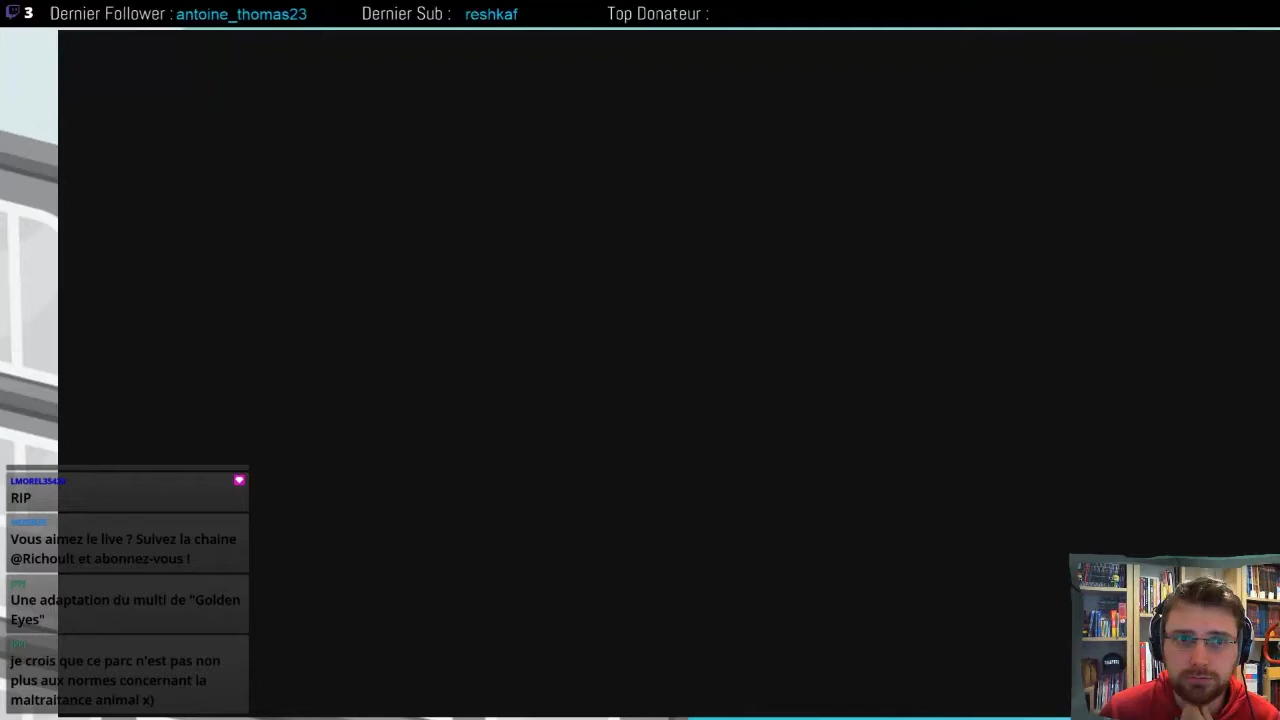 3 Dernier Follower : antoine_thomas23 Dernier Sub : reshkaf Top Donateur :
RIP
Vous aimez le live ? Suivez la chaine
@Richoult et abonnez-vous !
Une adaptation du multi de "Golden
Eyes"
je crois que ce parc n'est pas non
plus aux normes concernant la
maltraitance animal x)